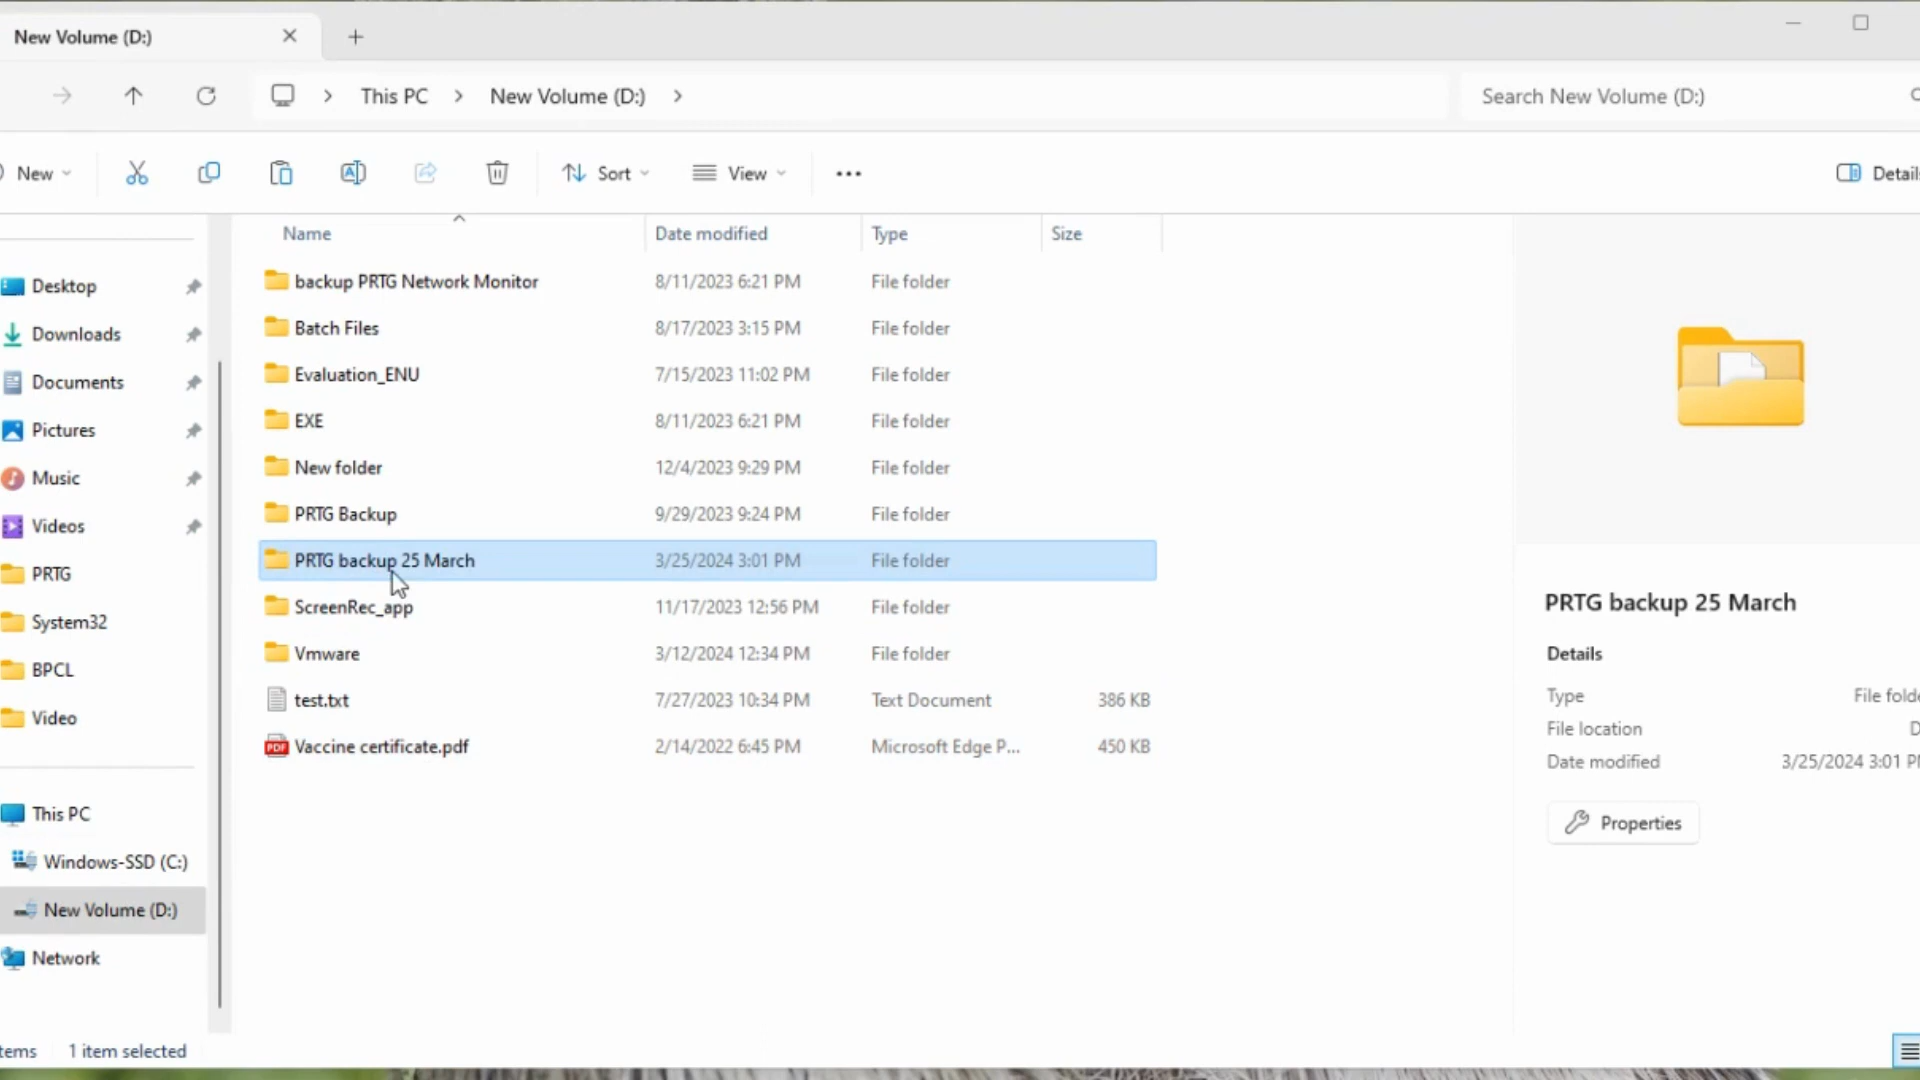 New Volume (D:)
This PC > New Volume (D:) >
Search New Volume (D:)
New
Sort
View
Name Date modified Type Size
Desktop
Downloads
Documents
Pictures
Music
Videos
PRTG
System32
BPCL
Video
This PC
Windows-SSD (C:)
New Volume (D:)
Network
backup PRTG Network Monitor 8/11/2023 6:21 PM File folder
Batch Files 8/17/2023 3:15 PM File folder
Evaluation_ENU 7/15/2023 11:02 PM File folder
EXE 8/11/2023 6:21 PM File folder
New folder 12/4/2023 9:29 PM File folder
PRTG Backup 9/29/2023 9:24 PM File folder
PRTG backup 25 March 3/25/2024 3:01 PM File folder
ScreenRec_app 11/17/2023 12:56 PM File folder
Vmware 3/12/2024 12:34 PM File folder
test.txt 7/27/2023 10:34 PM Text Document 386 KB
PDF Vaccine certificate.pdf 2/14/2022 6:45 PM Microsoft Edge P... 450 KB
PRTG backup 25 March
Details
Type File
File location
Date modified 3/25/2024 3:01
Properties
1 item selected